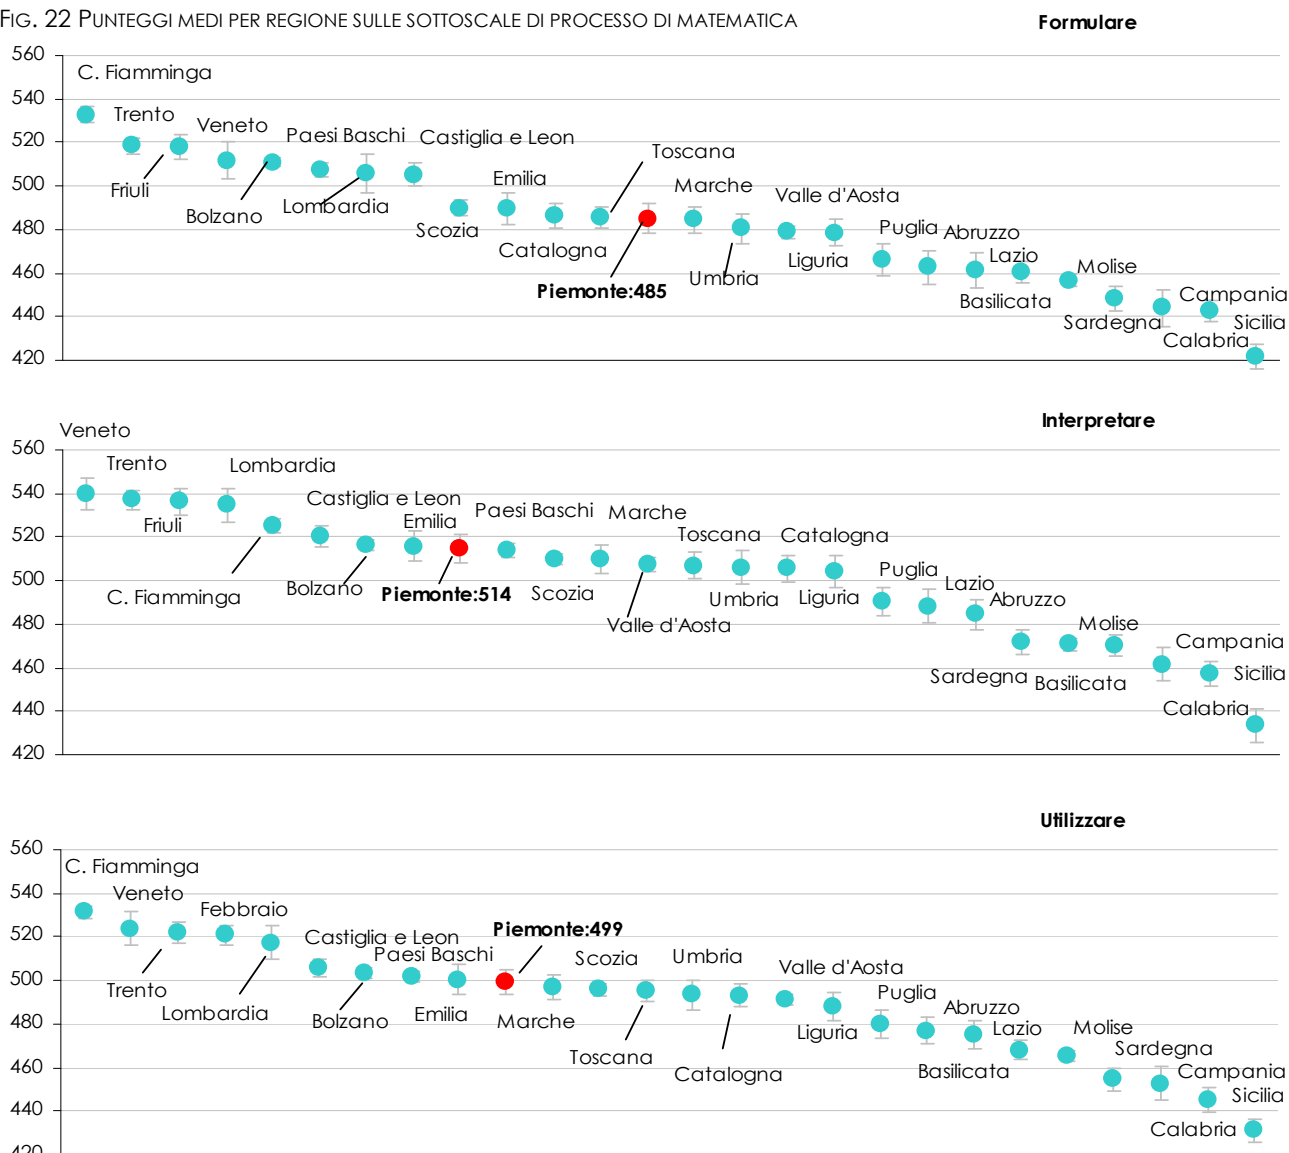 FIG. 22 PUNTEGGI MEDI PER REGIONE SULLE SOTTOSCALE DI PROCESSO DI MATEMATICA
Formulare
560
C. Fiamminga
540
Trento
Veneto
520
Paesi Baschi
Castiglia e Leon
Toscana
500
Friuli
Bolzano
Lombardia
Emilia
Marche
Valle d'Aosta
480
Scozia
Catalogna
Puglia
Abruzzo
Lazio
460
Piemonte:485
Umbria
Liguria
Basilicata
Molise
440
Sardegna
Campania
Sicilia
Calabria
420
Interpretare
Veneto
560
Trento
Lombardia
540
Friuli
Castiglia e Leon
Emilia
Paesi Baschi
Marche
520
Toscana
Catalogna
500
C. Fiamminga
Bolzano
Piemonte:514
Scozia
Valle d'Aosta
Umbria
Liguria
Puglia
Lazio
Abruzzo
480
Molise
460
Sardegna
Basilicata
Campania
Sicilia
440
Calabria
420
Utilizzare
560
C. Fiamminga
540
Veneto
Febbraio
520
Castiglia e Leon
Paesi Baschi
Piemonte:499
Scozia
Umbria
Valle d'Aosta
500
Trento
Lombardia
Bolzano
Emilia
Marche
Toscana
Catalogna
Liguria
Puglia
Abruzzo
480
Lazio
Molise
460
Basilicata
Sardegna
Campania
Sicilia
440
Calabria
420